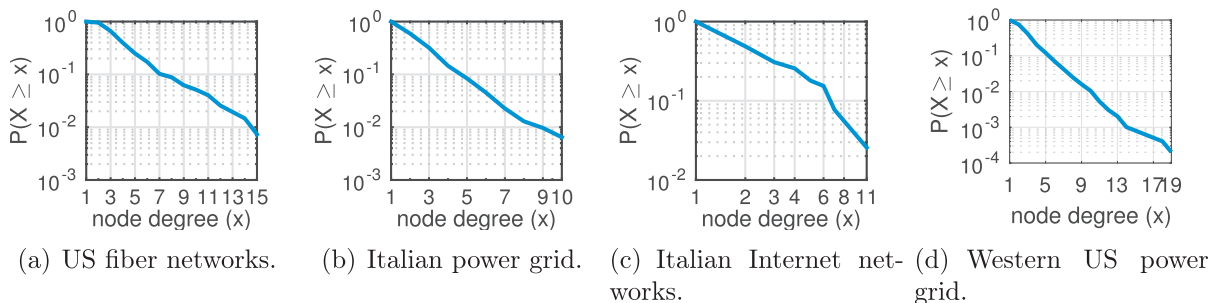 10^0
10^-1
10^-2
10^-3
P(X ≥ x)
1 3 5 7 9 11 13 15
node degree (x)
(a) US fiber networks.
10^0
10^-1
10^-2
10^-3
P(X ≥ x)
1 3 5 7 9 10
node degree (x)
(b) Italian power grid.
10^0
10^-1
10^-2
P(X ≥ x)
1 2 3 4 6 8 11
node degree (x)
(c) Italian Internet net-
works.
10^0
10^-1
10^-2
10^-3
10^-4
P(X ≥ x)
1 5 9 13 17 19
node degree (x)
(d) Western US power
grid.